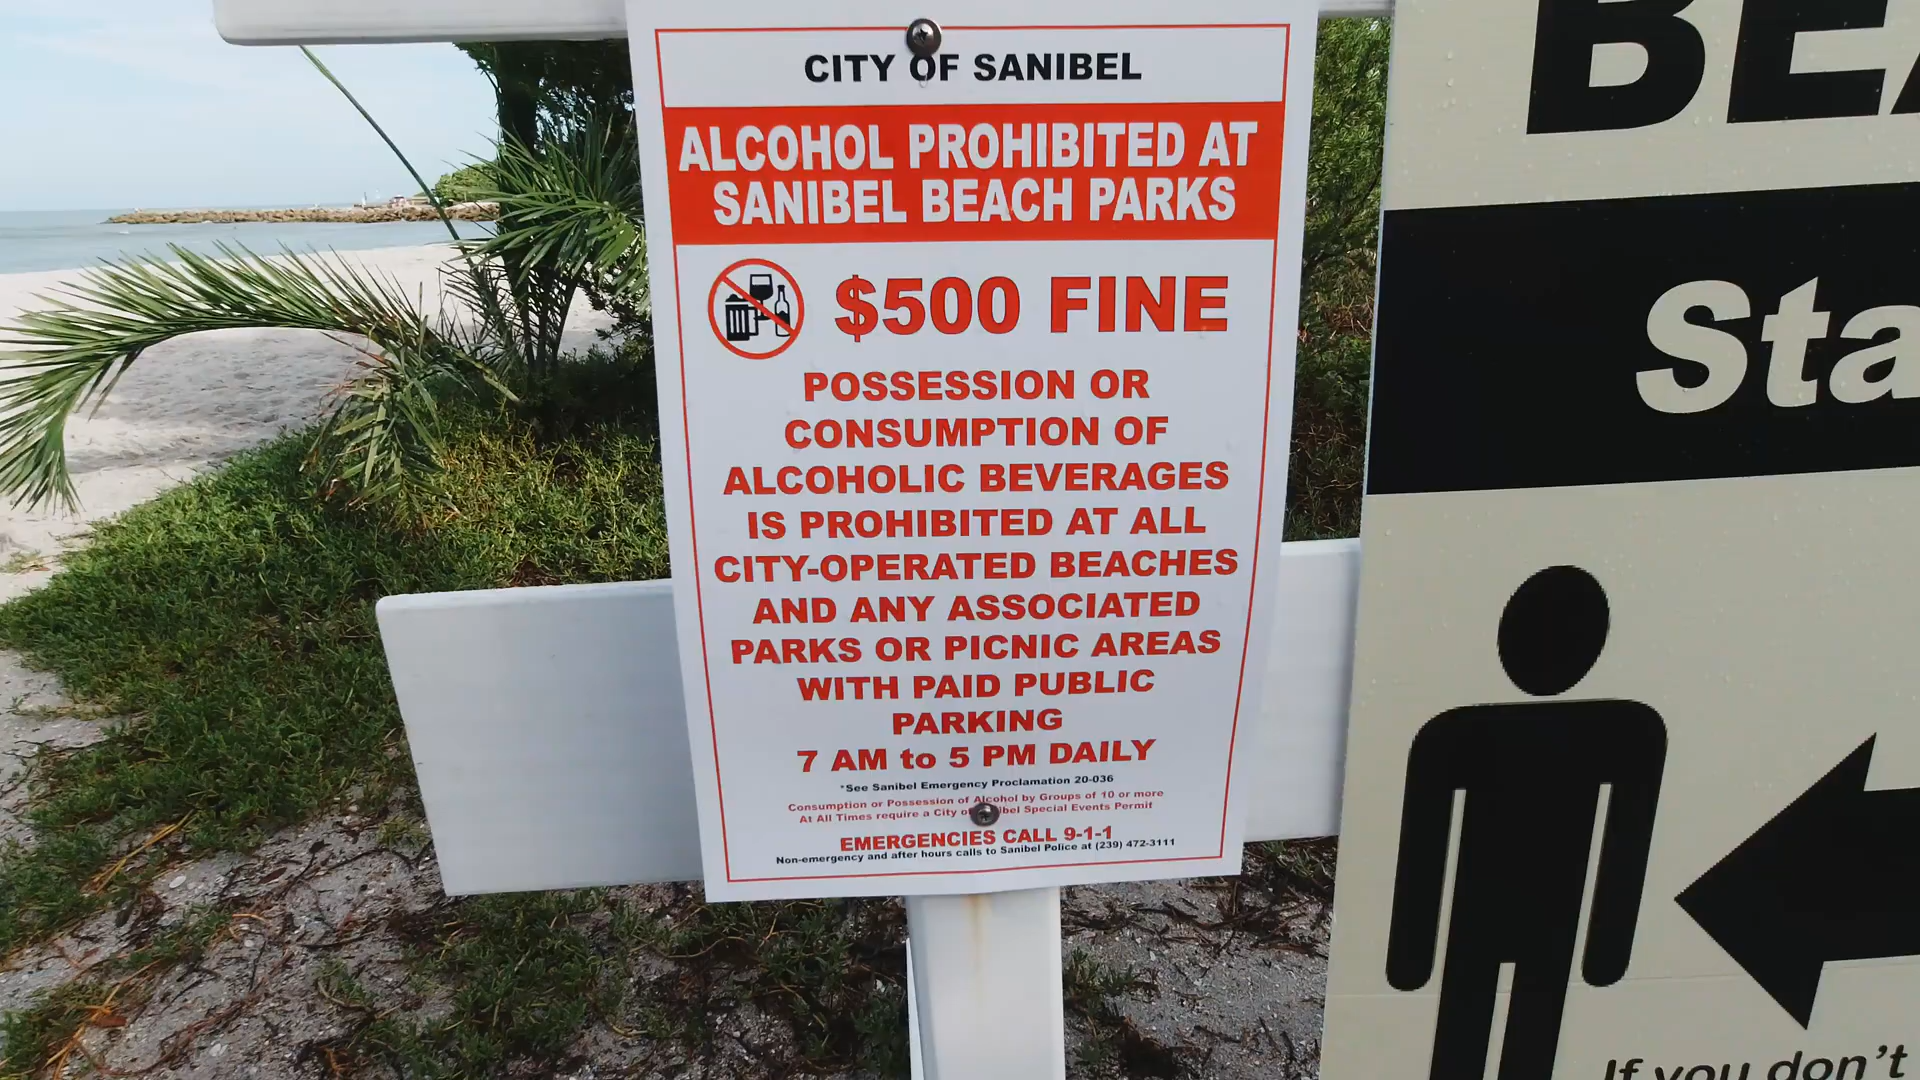 CITY OF SANIBEL
ALCOHOL PROHIBITED AT
SANIBEL BEACH PARKS
$500 FINE
POSSESSION OR
CONSUMPTION OF
ALCOHOLIC BEVERAGES
IS PROHIBITED AT ALL
CITY-OPERATED BEACHES
AND ANY ASSOCIATED
PARKS OR PICNIC AREAS
WITH PAID PUBLIC
PARKING
7 AM to 5 PM DAILY
*See Sanibel Emergency Proclamation 20-036
Consumption or Possession of Alcohol by Groups of 10 or more
At All Times require a City of Sanibel Special Events Permit
EMERGENCIES CALL 9-1-1
Non-emergency and after hours calls to Sanibel Police at (239) 472-3111
If you don't